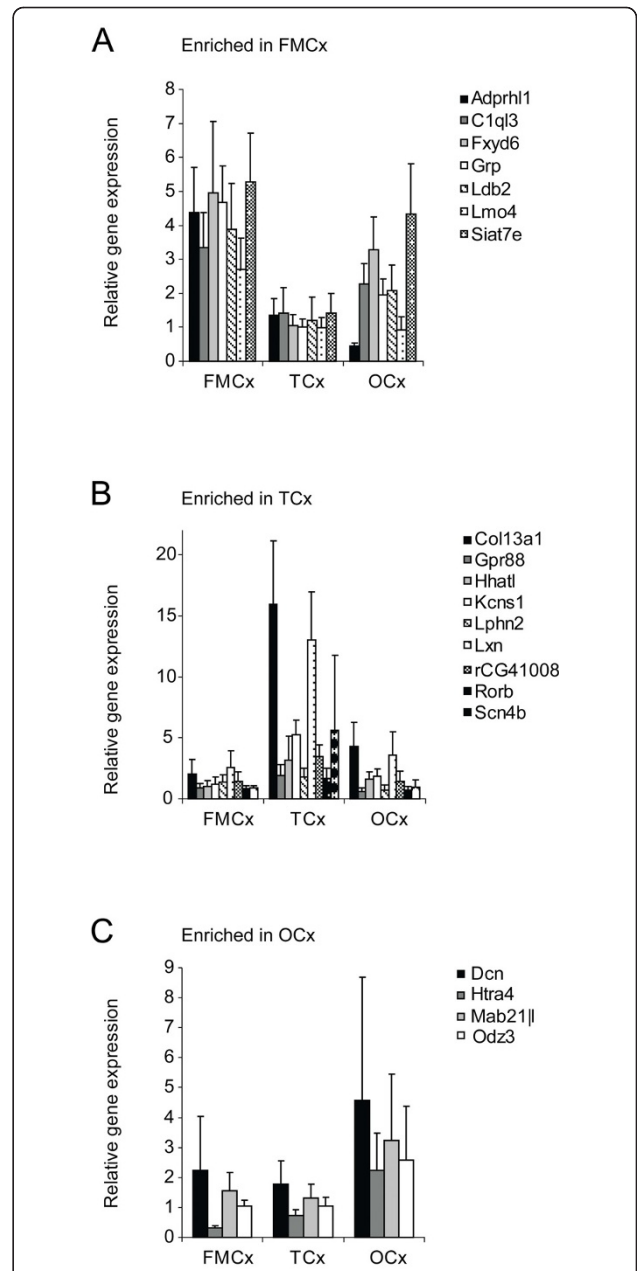 A Enriched in FMCx
Relative gene expression
8
7
6
5
4
3
2
1
0
FMCx TCx OCx
Adprhl1
C1ql3
Fxyd6
Grp
Ldb2
Lmo4
Siat7e
B Enriched in TCx
Relative gene expression
20
15
10
5
0
FMCx TCx OCx
Col13a1
Gpr88
Hhatl
Kcns1
Lphn2
Lxn
rCG41008
Rorb
Scn4b
C Enriched in OCx
Relative gene expression
9
8
7
6
5
4
3
2
1
0
FMCx TCx OCx
Dcn
Htra4
Mab21|l
Odz3